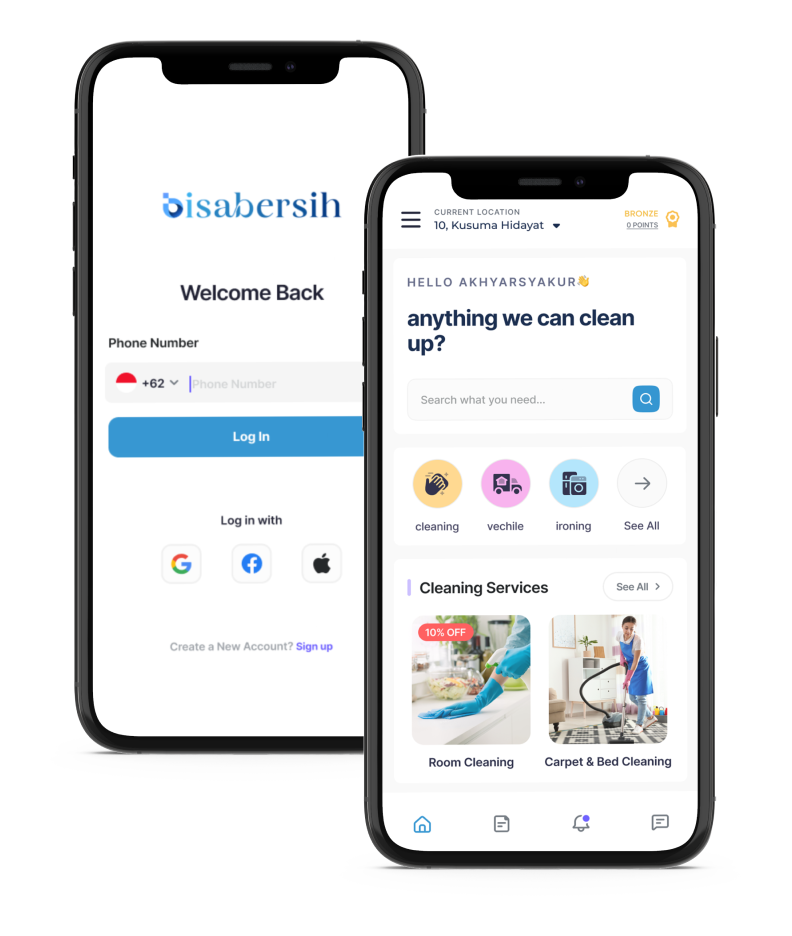 bisabersih
Welcome Back
Phone Number
+62
Phone Number
Log In
Log in with
Create a New Account? Sign up
CURRENT LOCATION
10, Kusuma Hidayat
BRONZE
0 POINTS
HELLO AKHYARSYAKUR👋
anything we can clean
up?
Search what you need...
cleaning
vechile
ironing
See All
Cleaning Services
See All
10% OFF
Room Cleaning
Carpet & Bed Cleaning